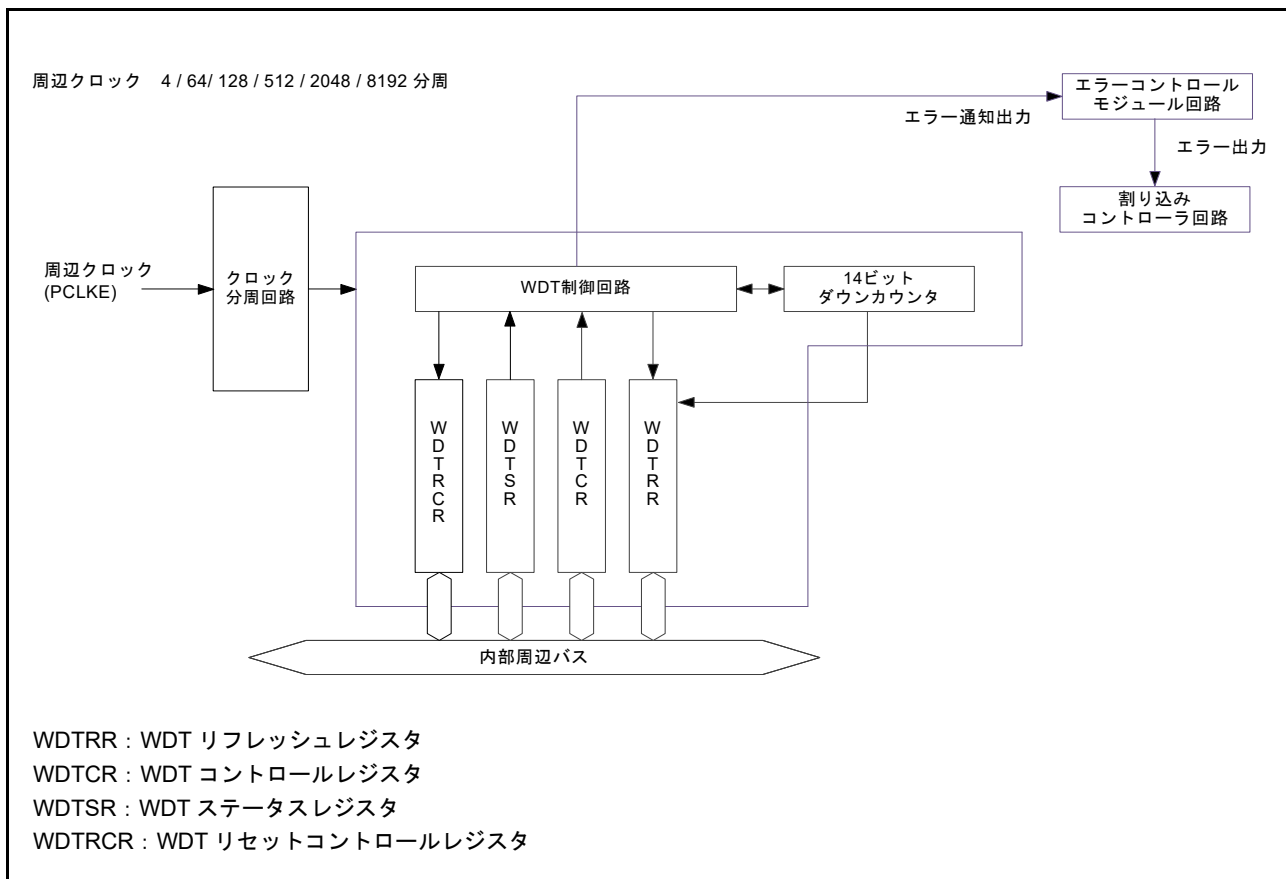 周辺クロック 4 / 64/ 128 / 512 / 2048 / 8192 分周
エラーコントロール
モジュール回路
エラー通知出力
エラー出力
割り込み
コントローラ回路
周辺クロック
(PCLKE)
クロック
分周回路
WDT制御回路
14ビット
ダウンカウンタ
WDTRCR
WDTSR
WDTCR
WDTRR
内部周辺バス
WDTRR：WDT リフレッシュレジスタ
WDTCR：WDT コントロールレジスタ
WDTSR：WDT ステータスレジスタ
WDTRCR：WDT リセットコントロールレジスタ